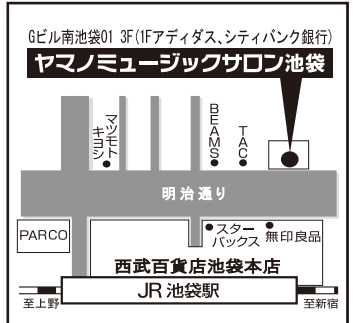 Gビル南池袋01 3F(1Fアディダス、シティバンク銀行)
ヤマノミュージックサロン池袋
マツモト
キヨシ
BEAMS
TAC
明治通り
PARCO
スター
バックス
無印良品
西武百貨店池袋本店
JR 池袋駅
至上野
至新宿